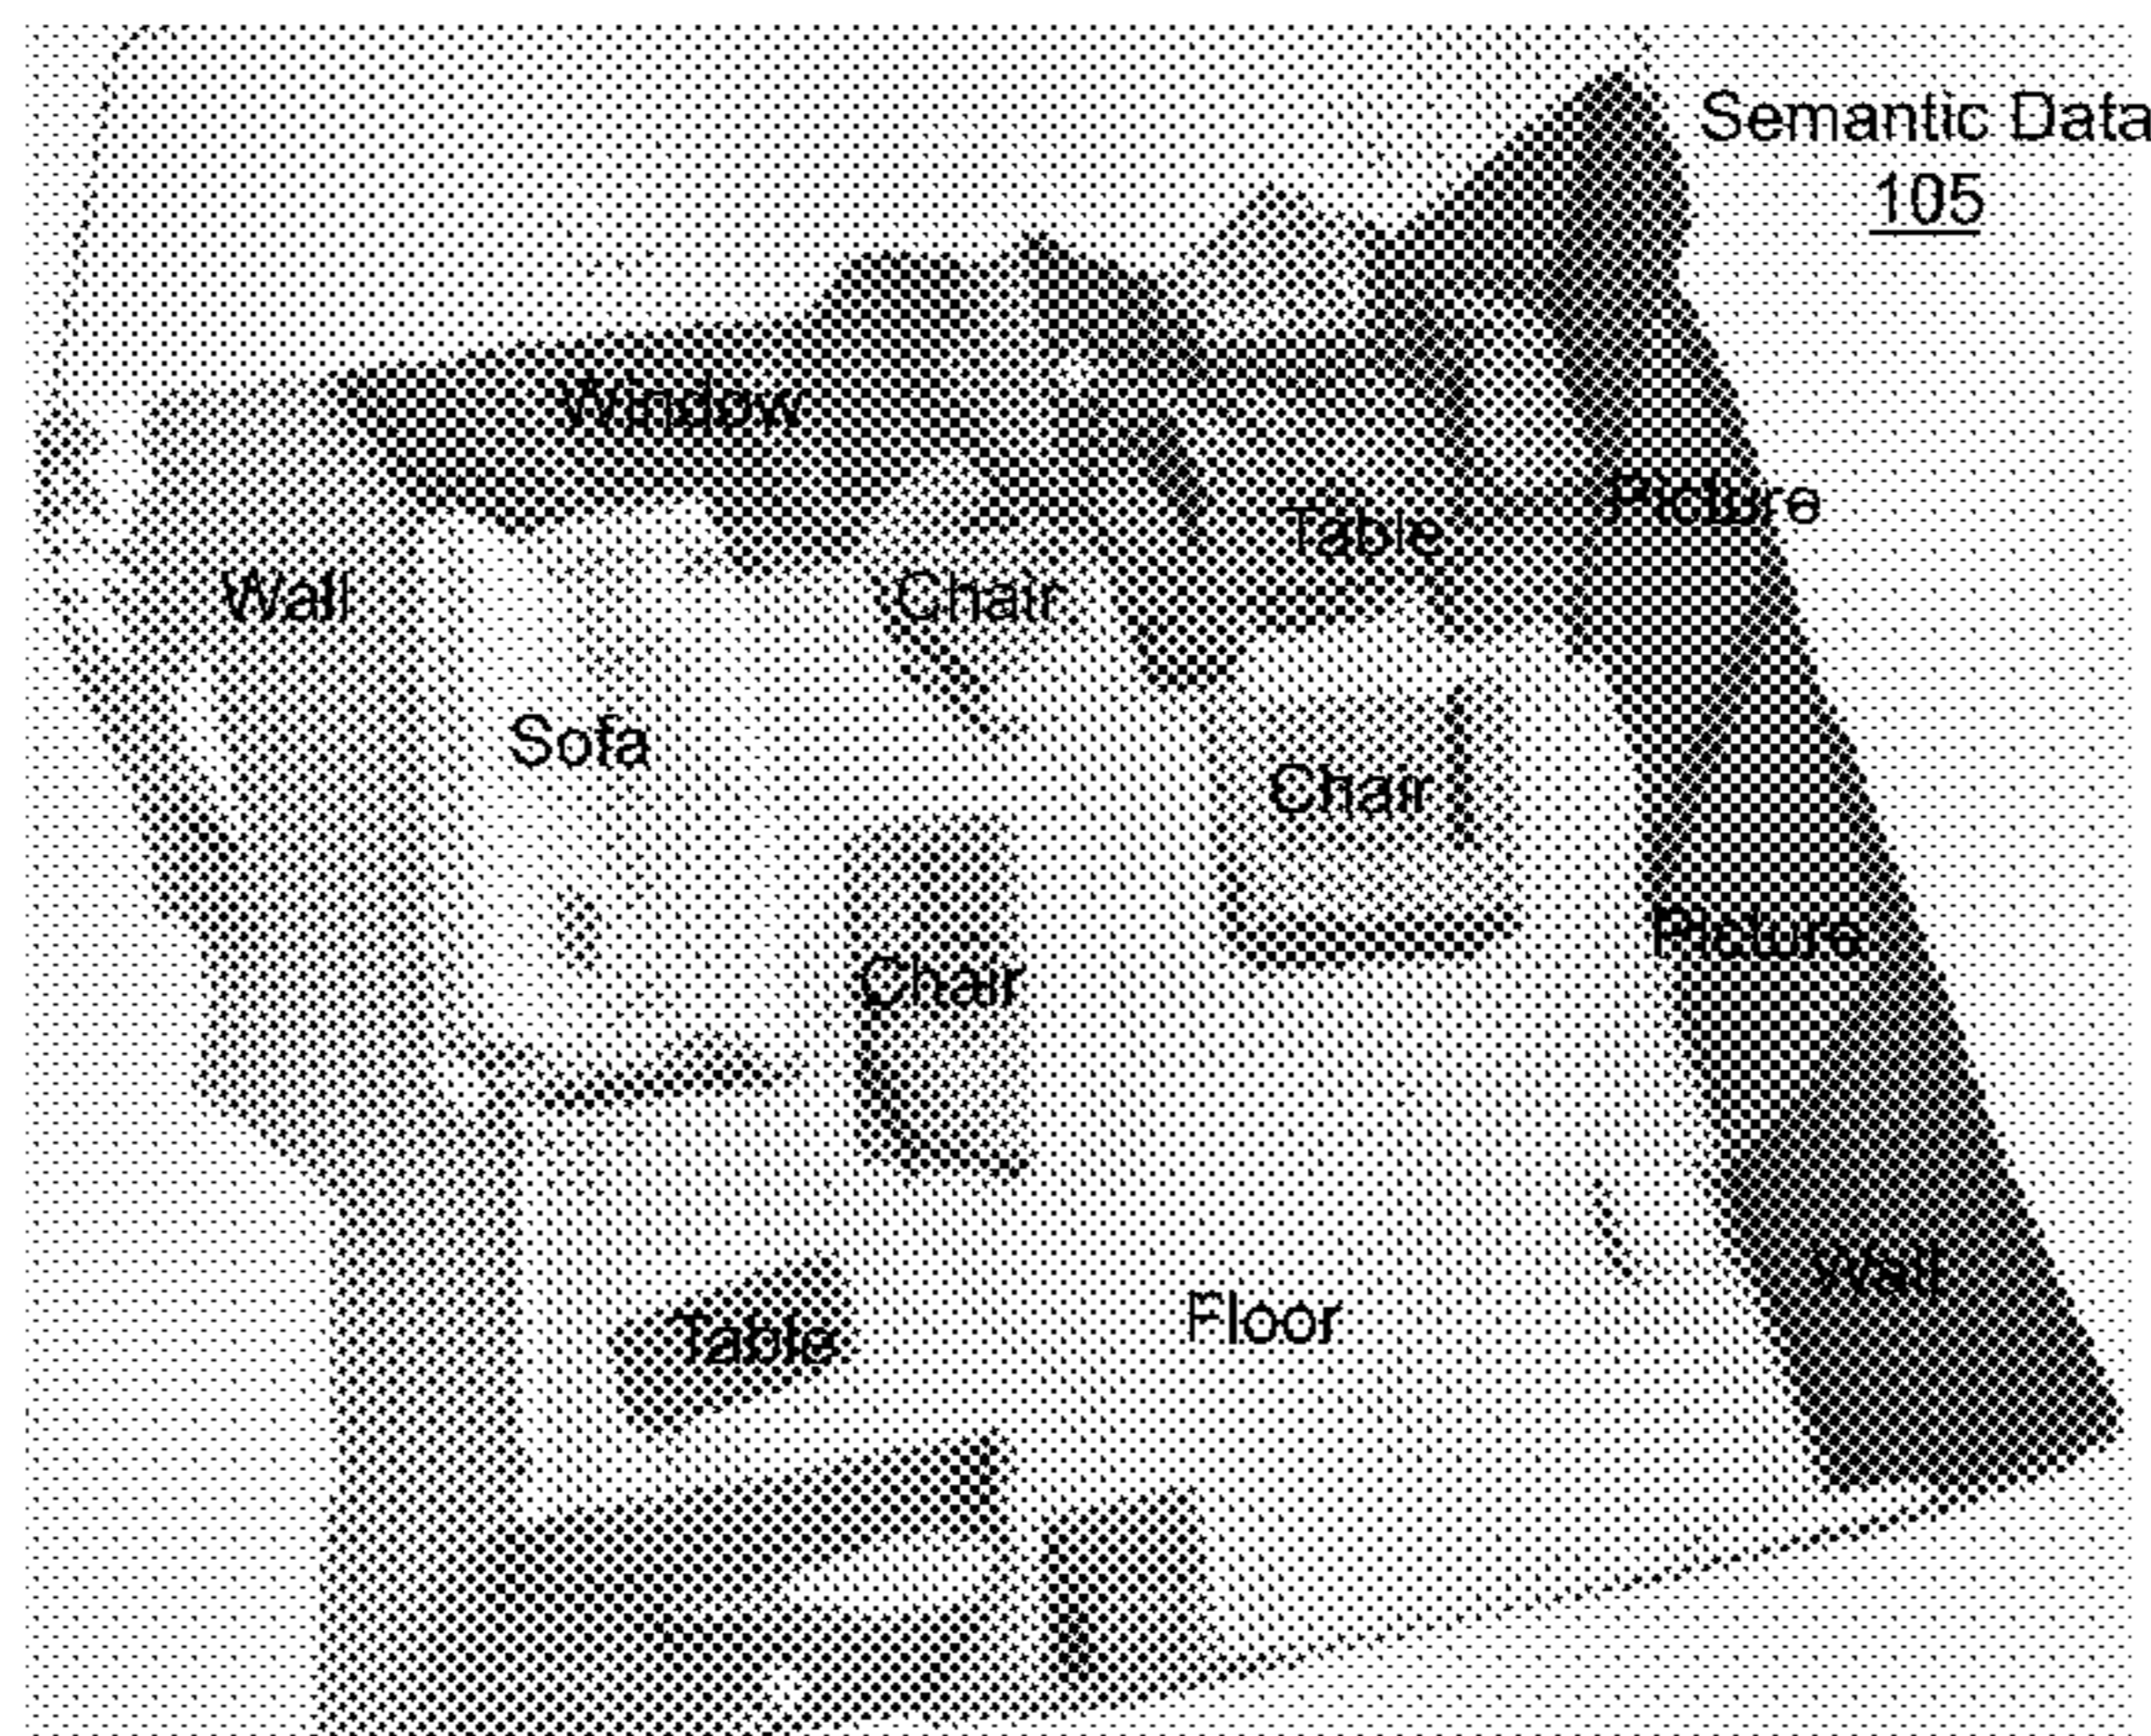 Semantic Data
105
Window
Picture
Table
Wall
Chair
Sofa
Chair
Picture
Chair
Wall
Floor
Table